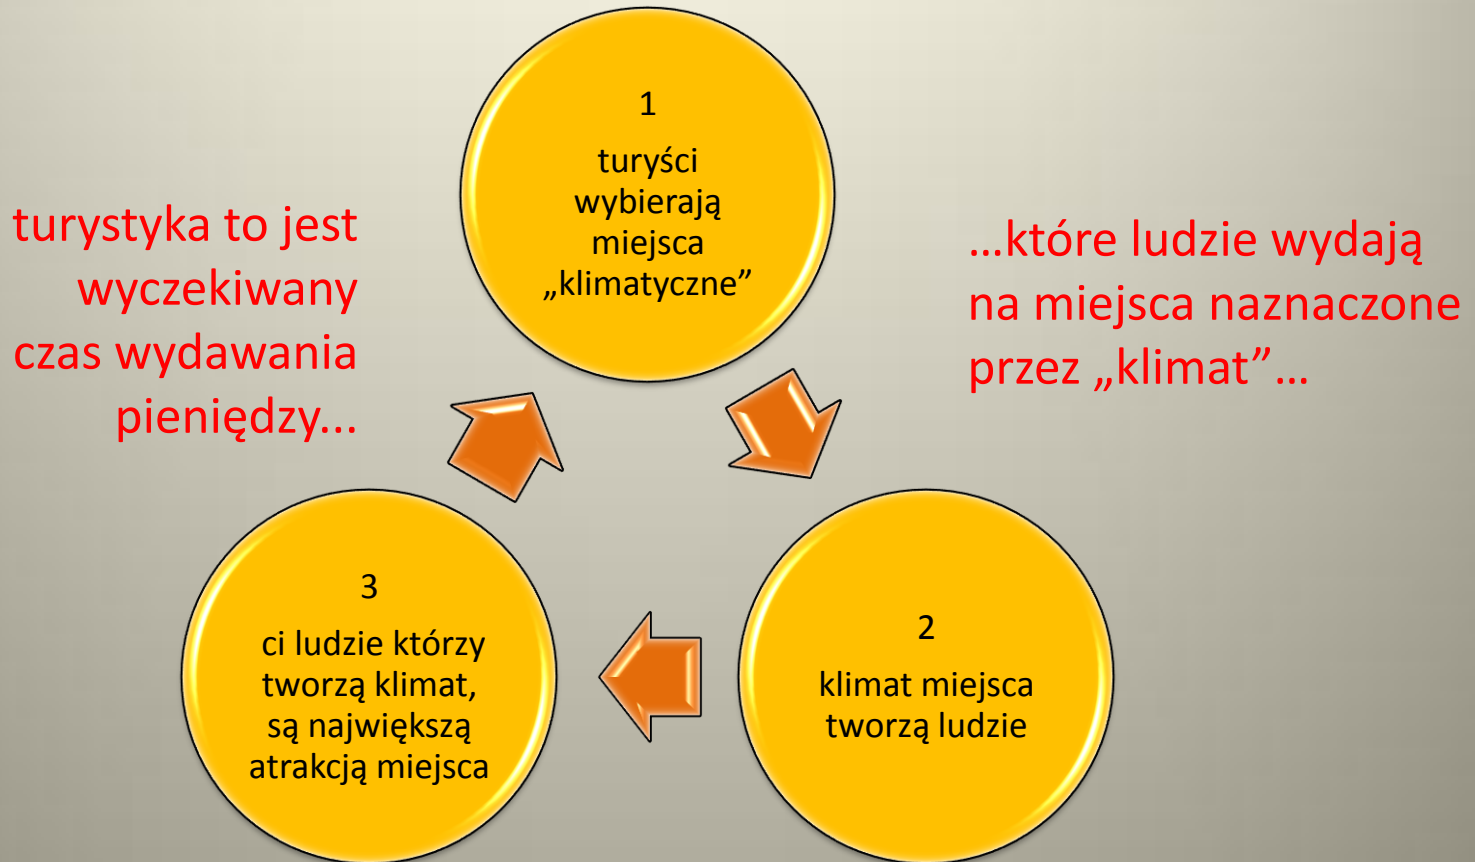 turystyka to jest
wyczekiwany
czas wydawania
pieniędzy...
1
turyści
wybierają
miejsca
„klimatyczne”
…które ludzie wydają
na miejsca naznaczone
przez „klimat”…
2
klimat miejsca
tworzą ludzie
3
ci ludzie którzy
tworzą klimat,
są największą
atrakcją miejsca